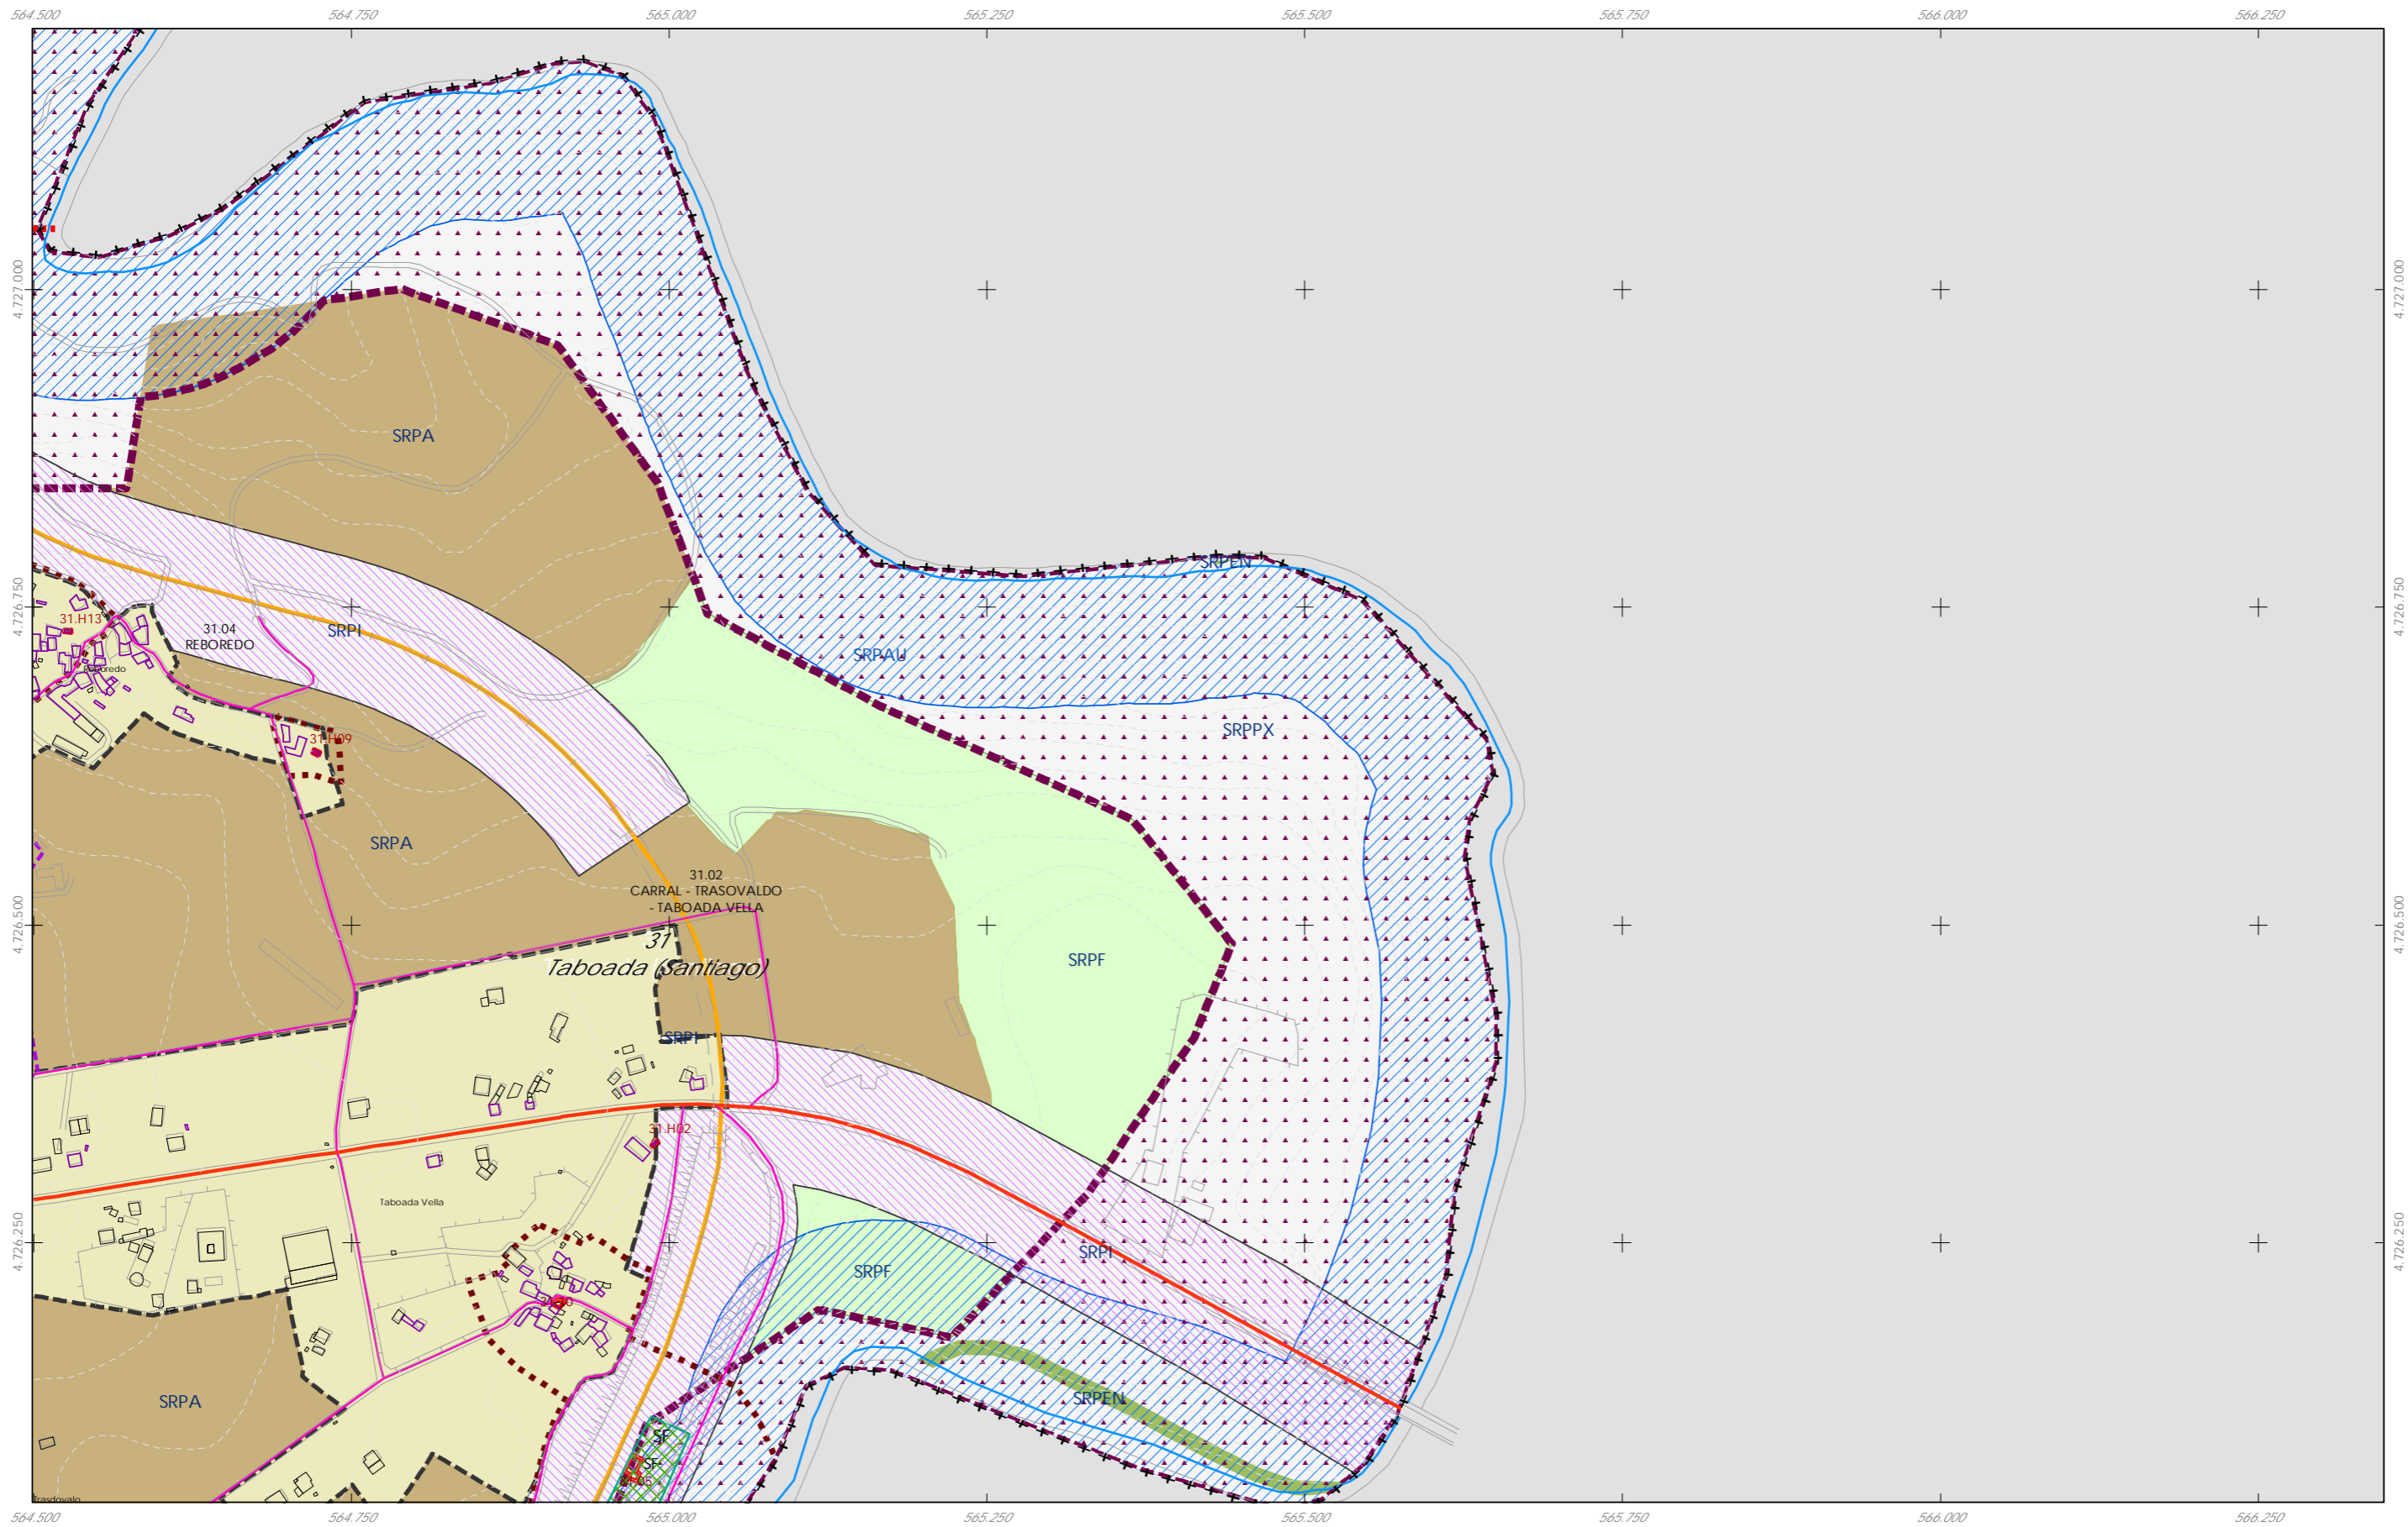 564.500 564.750 565.000 565.250 565.500 565.750 566.000 566.250
4.727.000 4.727.000
SRPA
SRPEN
4.726.750 4.726.750
31.H13
31.04
REBOREDO
SRPI
Reboredo
SRPAU
SRPPX
31.H09
SRPA
31.02
CARRAL - TRASOVALDO
- TABOADA VELLA
4.726.500 4.726.500
31
Taboada (Santiago)
SRPF
SRPI
31.H02
Taboada Vella
4.726.250 4.726.250
SRPI
SRPF
SRPA
SRPEN
SF
SF
Trasdovalo
564.500 564.750 565.000 565.250 565.500 565.750 566.000 566.250